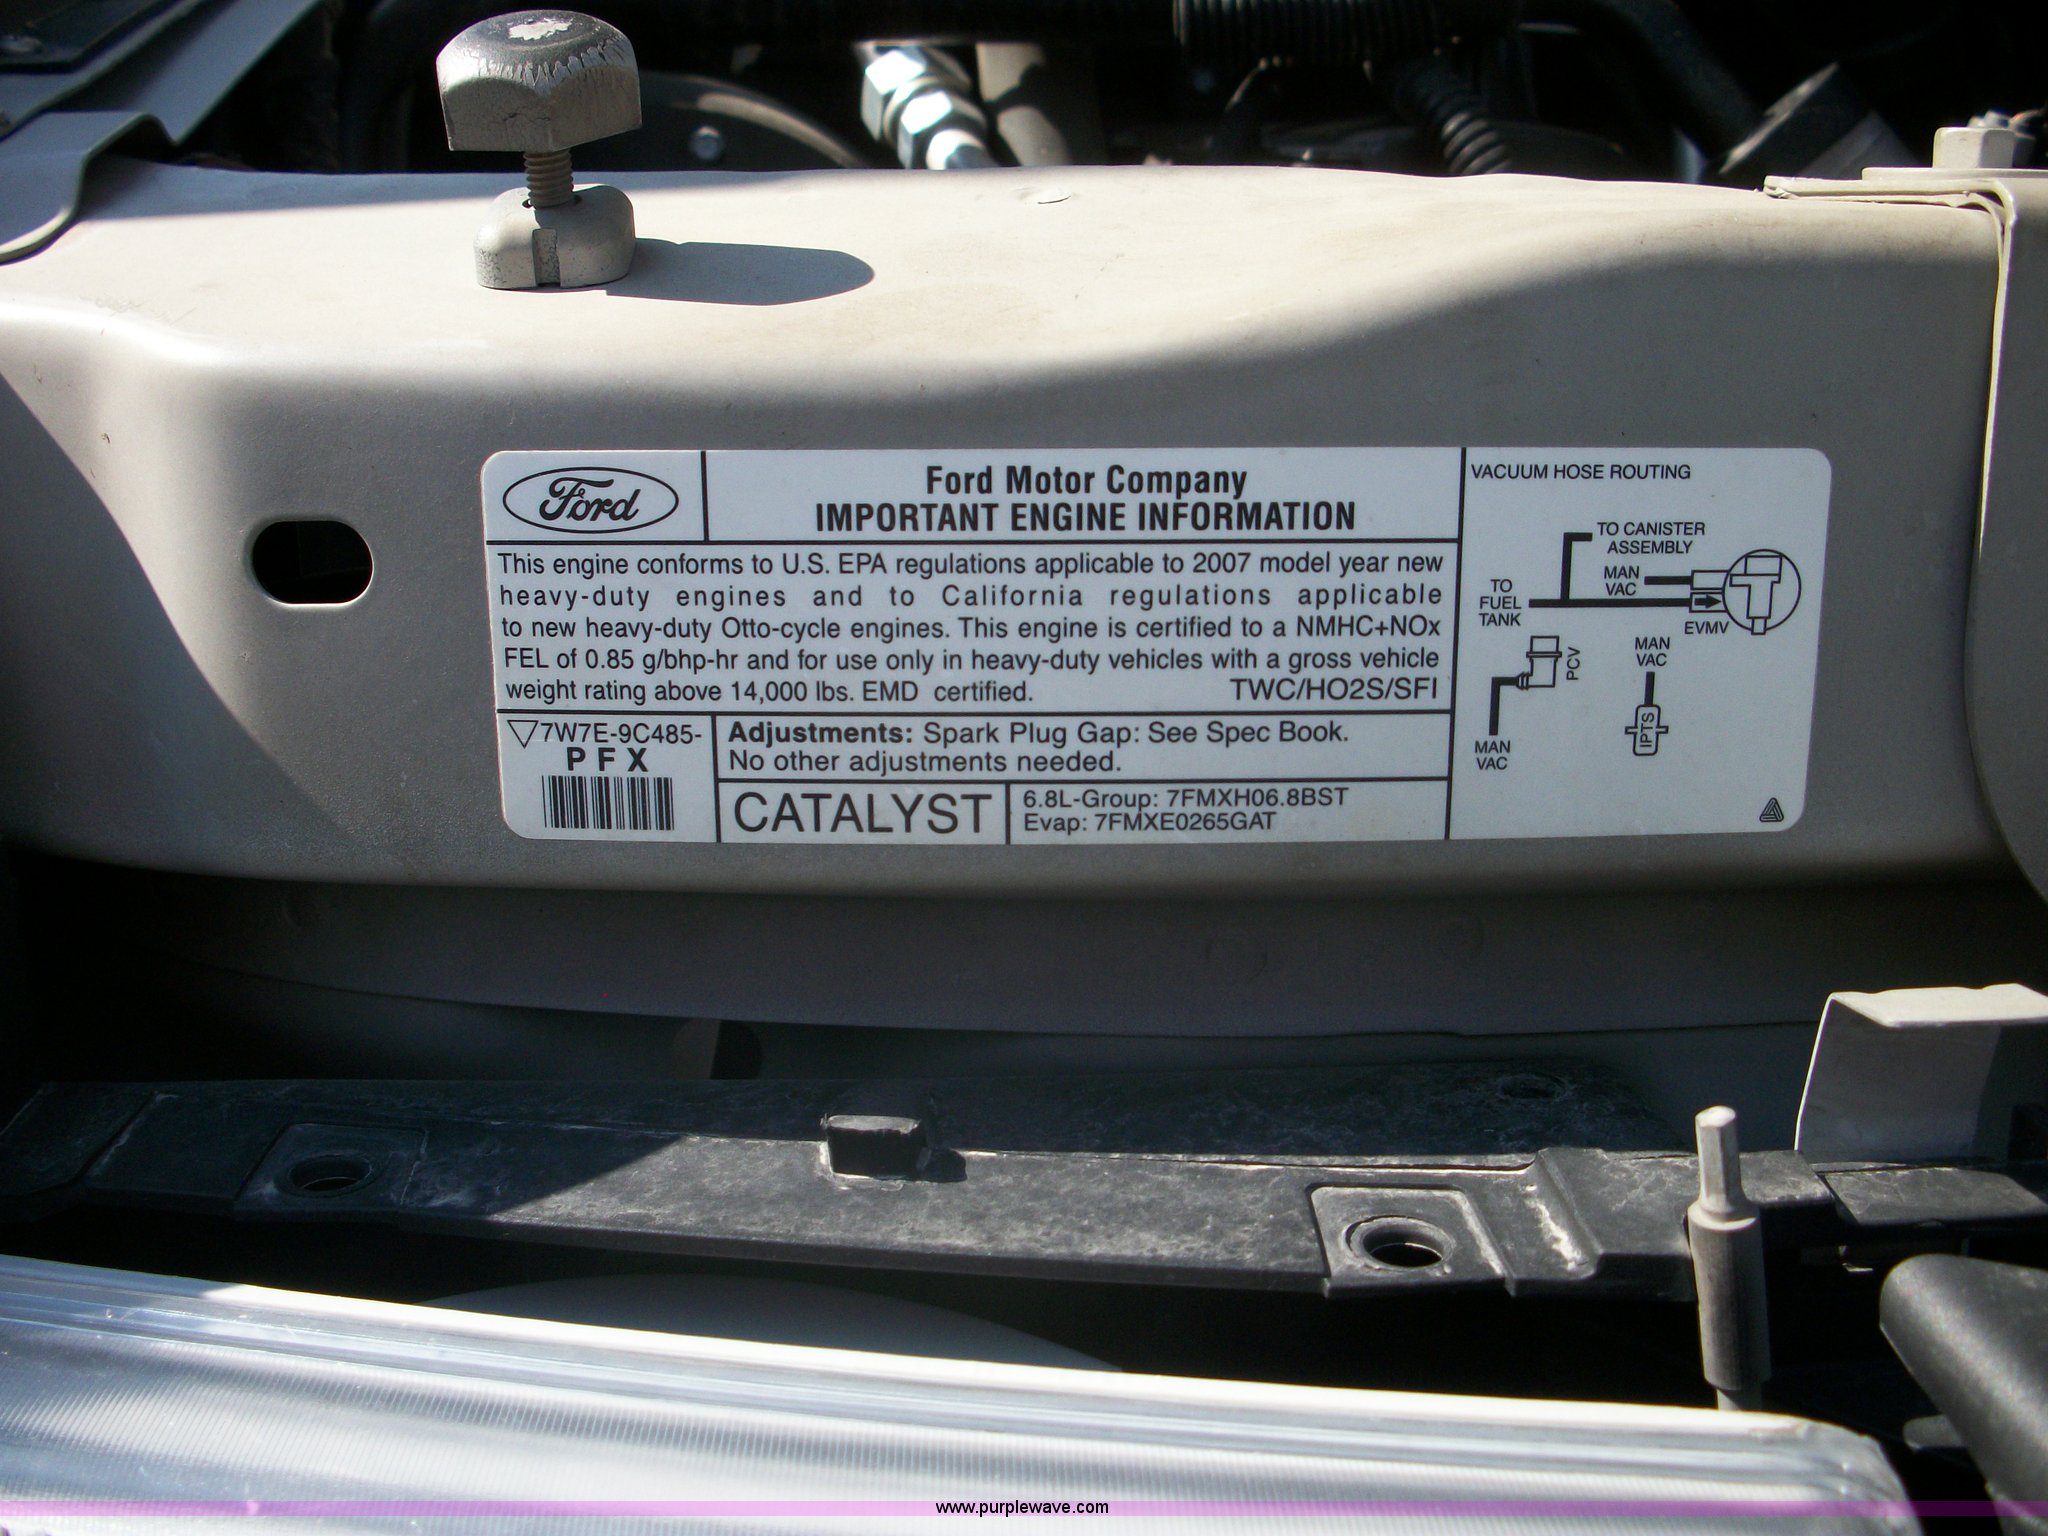 Ford
Ford Motor Company
IMPORTANT ENGINE INFORMATION
This engine conforms to U.S. EPA regulations applicable to 2007 model year new
heavy-duty engines and to California regulations applicable
to new heavy-duty Otto-cycle engines. This engine is certified to a NMHC+NOx
FEL of 0.85 g/bhp-hr and for use only in heavy-duty vehicles with a gross vehicle
weight rating above 14,000 lbs. EMD certified. TWC/HO2S/SFI
7W7E-9C485-
PFX
Adjustments: Spark Plug Gap: See Spec Book.
No other adjustments needed.
CATALYST
6.8L-Group: 7FMXH06.8BST
Evap: 7FMXE0265GAT
VACUUM HOSE ROUTING
TO CANISTER
ASSEMBLY
MAN
VAC
TO
FUEL
TANK
EVMV
PCV
MAN
VAC
MAN
VAC
IPTS
www.purplewave.com